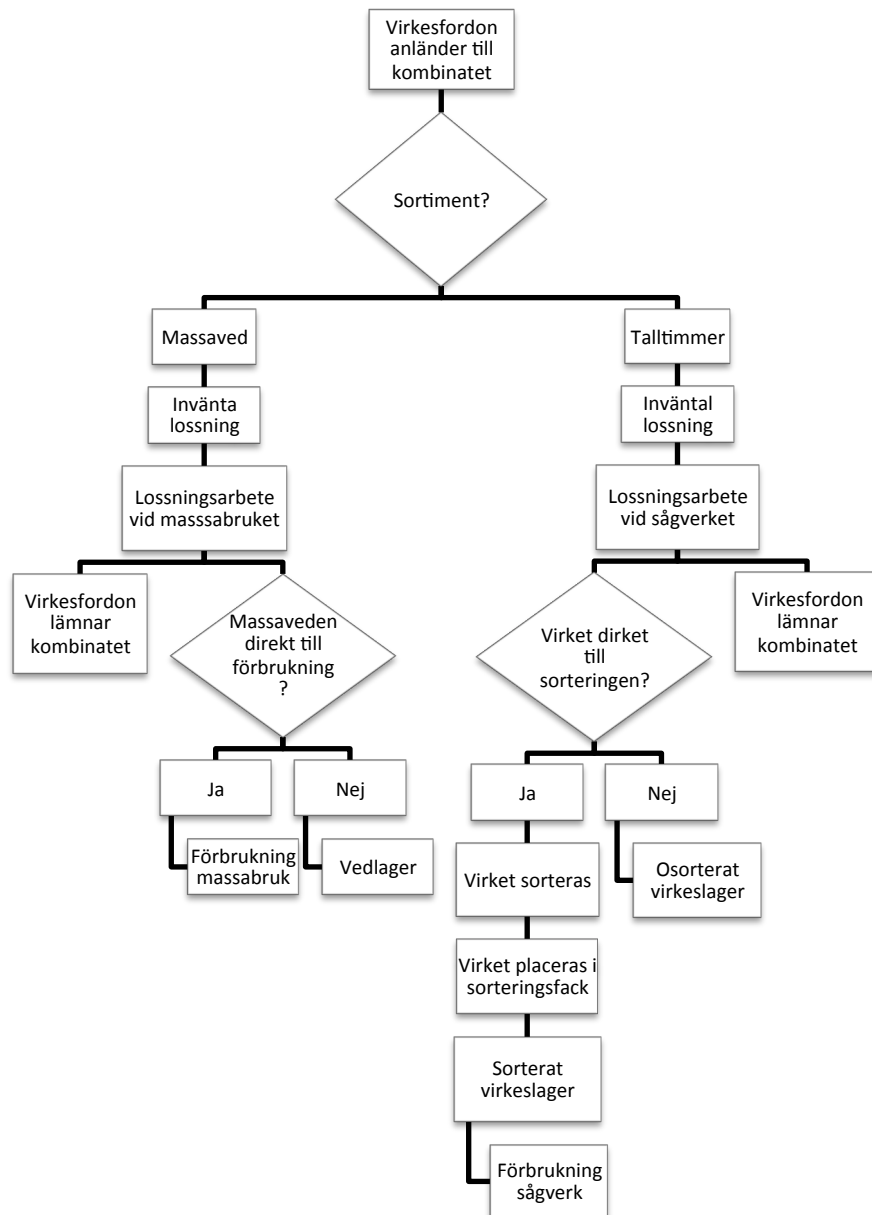 Virkesfordon
anländer till
kombinatet
Sortiment?
Massaved
Talltimmer
Invänta
lossning
Inväntal
lossning
Lossningsarbete
vid masssabruket
Lossningsarbete
vid sågverket
Virkesfordon
lämnar
kombinatet
Massaveden
direkt till
förbrukning
?
Virket dirket
till
sorteringen?
Virkesfordon
lämnar
kombinatet
Ja
Nej
Ja
Nej
Förbrukning
massabruk
Vedlager
Virket sorteras
Osorterat
virkeslager
Virket placeras i
sorteringsfack
Sorterat
virkeslager
Förbrukning
sågverk